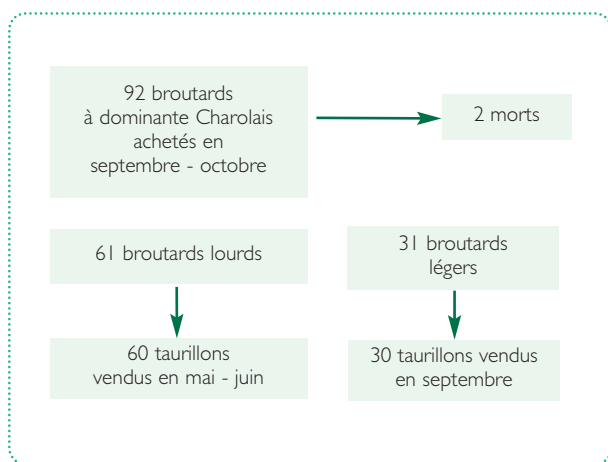 92 broutards
à dominante Charolais
achetés en
septembre - octobre
2 morts
61 broutards lourds
31 broutards
légers
60 taurillons
vendus en mai - juin
30 taurillons vendus
en septembre